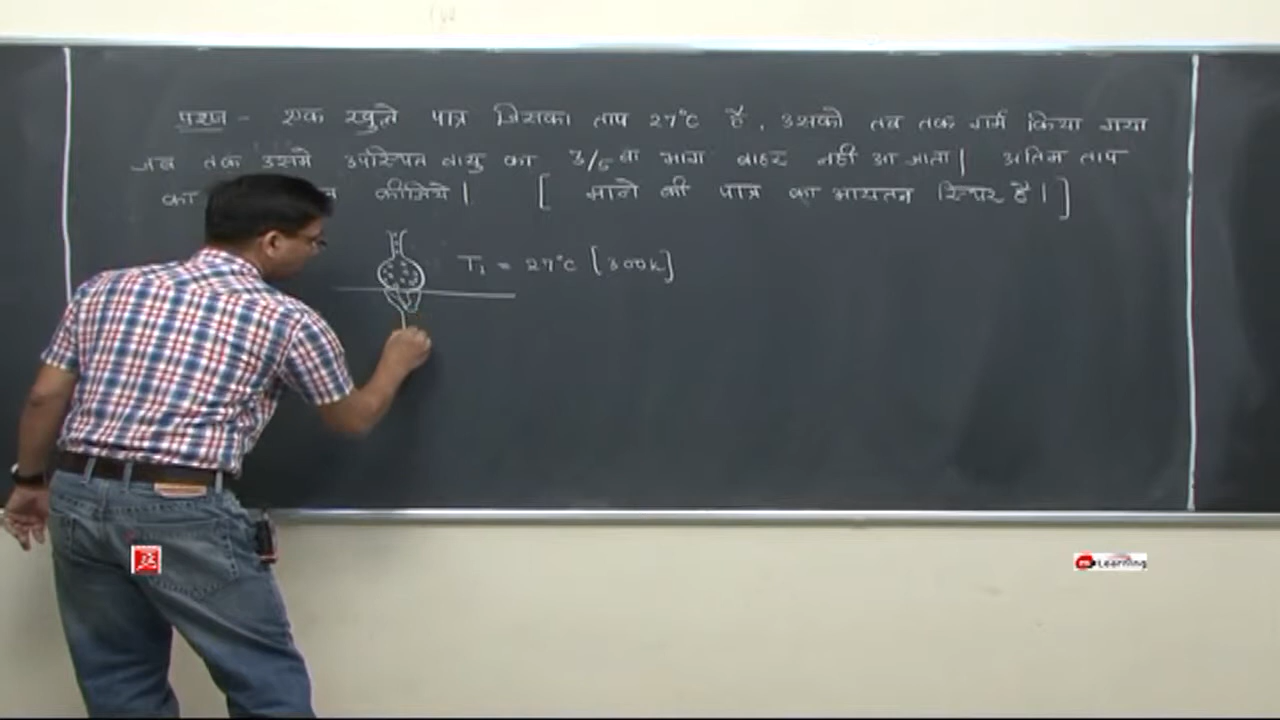 प्रश्न - एक खुले पात्र जिसका ताप 27°C है, उसको तब तक गर्म किया गया
जब तक उसमे उपस्थित वायु का 3/5 वा भाग बाहर नहीं आ जाता। अंतिम ताप
का कीजिये। [ माने की पात्र का आयतन स्थिर है। ]
T₁ = 27°C [300K]
Learning